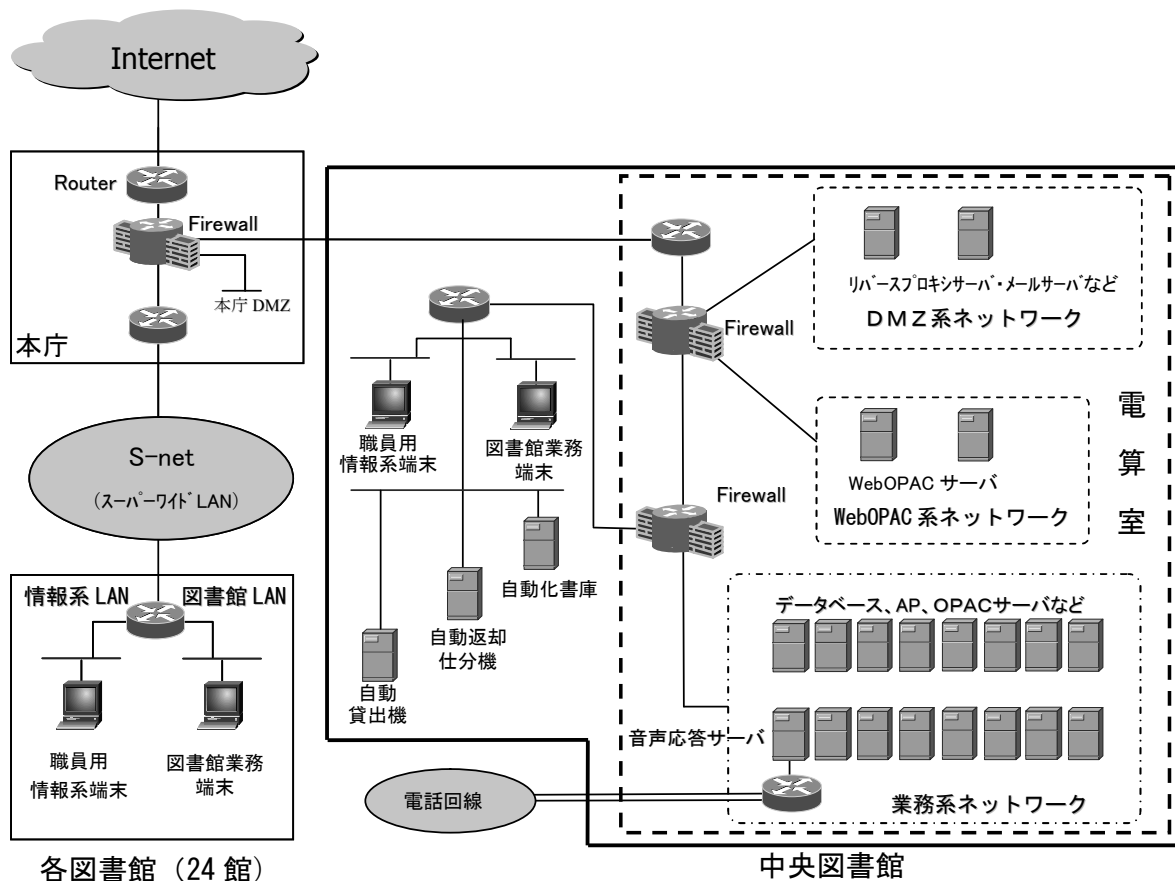 Internet
Router
Firewall
本庁 DMZ
本庁
S-net
(スーパーワイドLAN)
情報系 LAN
図書館 LAN
職員用
情報系端末
図書館業務
端末
各図書館（24 館）
職員用
情報系端末
図書館業務
端末
自動化書庫
自動返却
仕分機
自動
貸出機
電話回線
Firewall
Firewall
リバースプロキシサーバ・メールサーバなど
ＤＭＺ系ネットワーク
WebOPAC サーバ
WebOPAC 系ネットワーク
電算室
データベース、AP、OPACサーバなど
音声応答サーバ
業務系ネットワーク
中央図書館